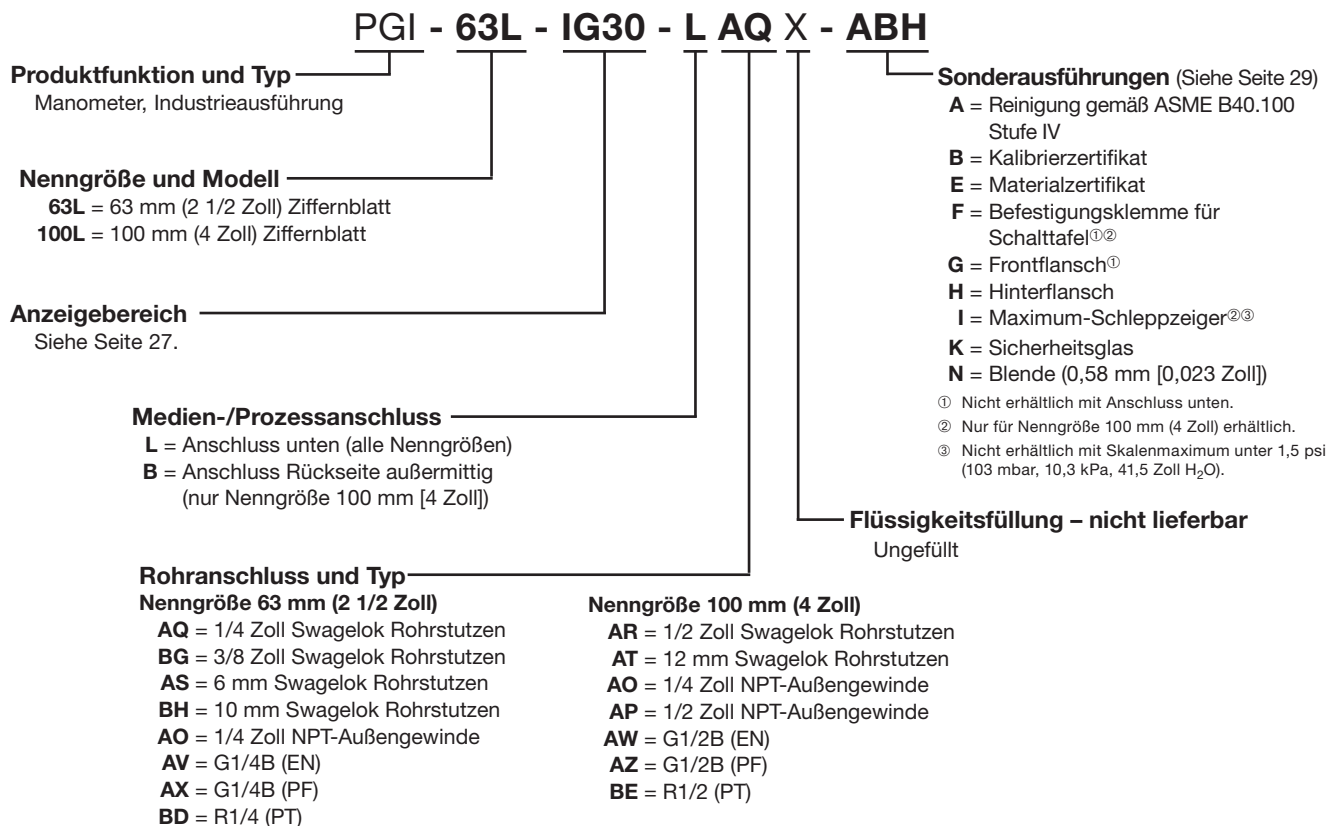 PGI - 63L - IG30 - L AQ X - ABH
Produktfunktion und Typ
Manometer, Industrieausführung
Nenngröße und Modell
63L = 63 mm (2 1/2 Zoll) Ziffernblatt
100L = 100 mm (4 Zoll) Ziffernblatt
Anzeigebereich
Siehe Seite 27.
Medien-/Prozessanschluss
L = Anschluss unten (alle Nenngrößen)
B = Anschluss Rückseite außermittig
(nur Nenngröße 100 mm [4 Zoll])
Rohranschluss und Typ
Nenngröße 63 mm (2 1/2 Zoll)
AQ = 1/4 Zoll Swagelok Rohrstutzen
BG = 3/8 Zoll Swagelok Rohrstutzen
AS = 6 mm Swagelok Rohrstutzen
BH = 10 mm Swagelok Rohrstutzen
AO = 1/4 Zoll NPT-Außengewinde
AV = G1/4B (EN)
AX = G1/4B (PF)
BD = R1/4 (PT)
Nenngröße 100 mm (4 Zoll)
AR = 1/2 Zoll Swagelok Rohrstutzen
AT = 12 mm Swagelok Rohrstutzen
AO = 1/4 Zoll NPT-Außengewinde
AP = 1/2 Zoll NPT-Außengewinde
AW = G1/2B (EN)
AZ = G1/2B (PF)
BE = R1/2 (PT)
Flüssigkeitsfüllung – nicht lieferbar
Ungefüllt
Sonderausführungen (Siehe Seite 29)
A = Reinigung gemäß ASME B40.100
Stufe IV
B = Kalibrierzertifikat
E = Materialzertifikat
F = Befestigungsklemme für
Schalttafel①②
G = Frontflansch①
H = Hinterflansch
I = Maximum-Schleppzeiger②③
K = Sicherheitsglas
N = Blende (0,58 mm [0,023 Zoll])
① Nicht erhältlich mit Anschluss unten.
② Nur für Nenngröße 100 mm (4 Zoll) erhältlich.
③ Nicht erhältlich mit Skalenmaximum unter 1,5 psi
(103 mbar, 10,3 kPa, 41,5 Zoll H₂O).